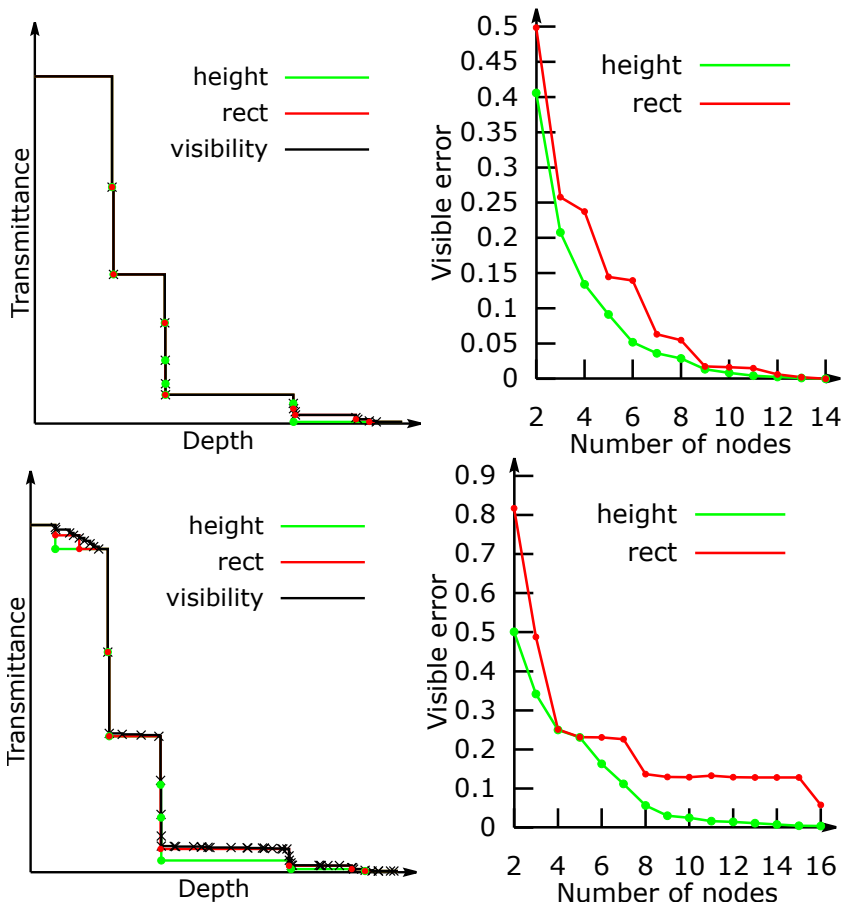 height
rect
visibility
Transmittance
Depth
0.5
0.45
0.4
0.35
0.3
0.25
0.2
0.15
0.1
0.05
0
Visible error
height
rect
2 4 6 8 10 12 14
Number of nodes
height
rect
visibility
Transmittance
Depth
0.9
0.8
0.7
0.6
0.5
0.4
0.3
0.2
0.1
0
Visible error
height
rect
2 4 6 8 10 12 14 16
Number of nodes